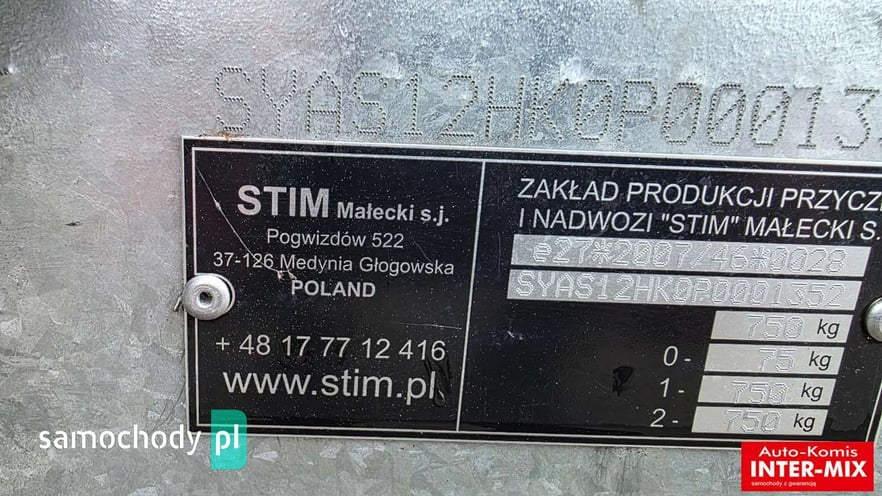 SYAS12HK0P00013
STIM Małecki s.j.
Pogwizdów 522
37-126 Medynia Głogowska
POLAND
+ 48 17 77 12 416
www.stim.pl
ZAKŁAD PRODUKCJI PRZYCZ
I NADWOZI "STIM" MAŁECKI S.
e27*2007/46*0028
SYAS12HK0P0001352
750 kg
0- 75 kg
1- 750 kg
2- 750 kg
samochody pl
Auto-Komis
INTER-MIX
samochody z gwarancją